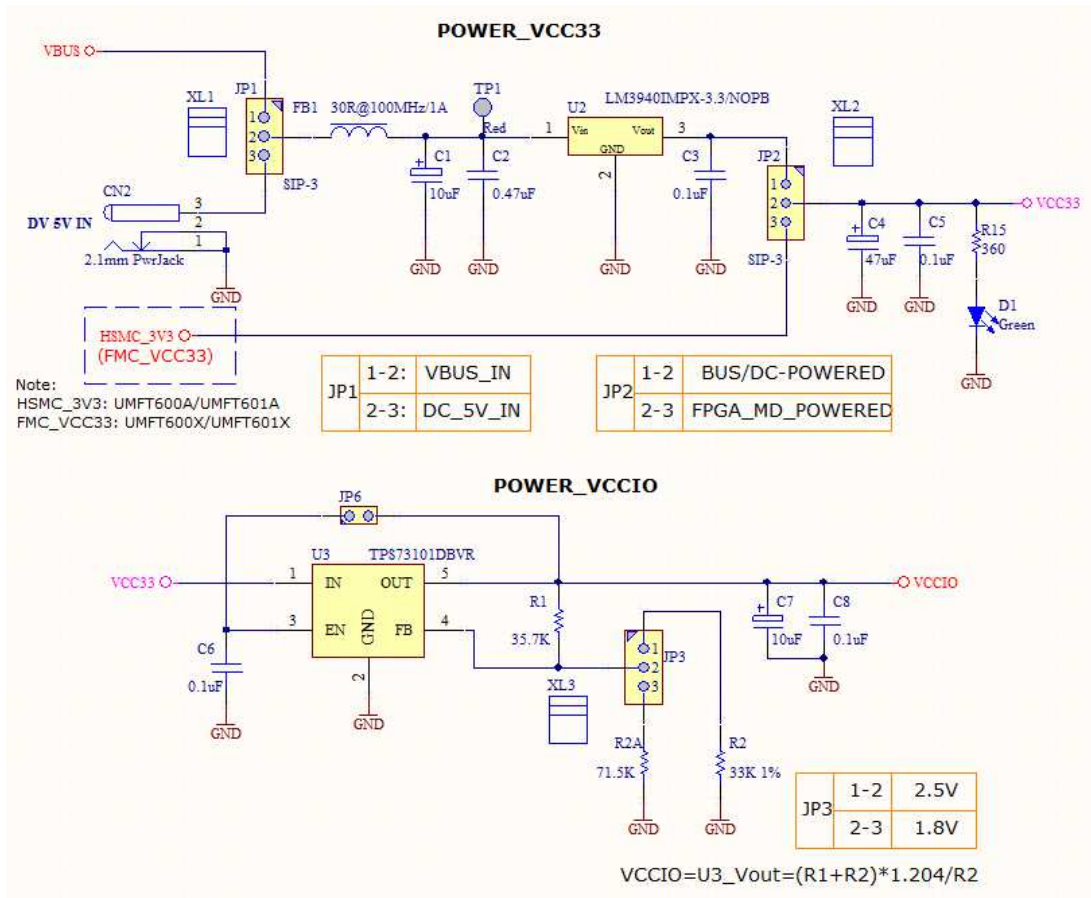 POWER_VCC33
VBUS
XL1
JP1
1
2
3
SIP-3
FB1
30R@100MHz/1A
TP1
Red
C1
10uF
GND
C2
0.47uF
GND
U2
LM3940IMPX-3.3/NOPB
1
Vin
Vout
3
GND
2
GND
C3
0.1uF
GND
XL2
JP2
1
2
3
SIP-3
C4
47uF
GND
C5
0.1uF
GND
VCC33
R15
360
D1
Green
GND
CN2
DV 5V IN
3
2
1
2.1mm PwrJack
GND
HSMC_3V3
(FMC_VCC33)
Note:
HSMC_3V3: UMFT600A/UMFT601A
FMC_VCC33: UMFT600X/UMFT601X
JP1
1-2: VBUS_IN
2-3: DC_5V_IN
JP2
1-2 BUS/DC-POWERED
2-3 FPGA_MD_POWERED
POWER_VCCIO
JP6
U3
TPS73101DBVR
VCC33
1
IN
OUT
5
3
EN
GND
FB
4
2
GND
C6
0.1uF
GND
R1
35.7K
XL3
1
2
3
JP3
R2A
71.5K
GND
R2
33K 1%
GND
C7
10uF
C8
0.1uF
GND
VCCIO
JP3
1-2 2.5V
2-3 1.8V
VCCIO=U3_Vout=(R1+R2)*1.204/R2